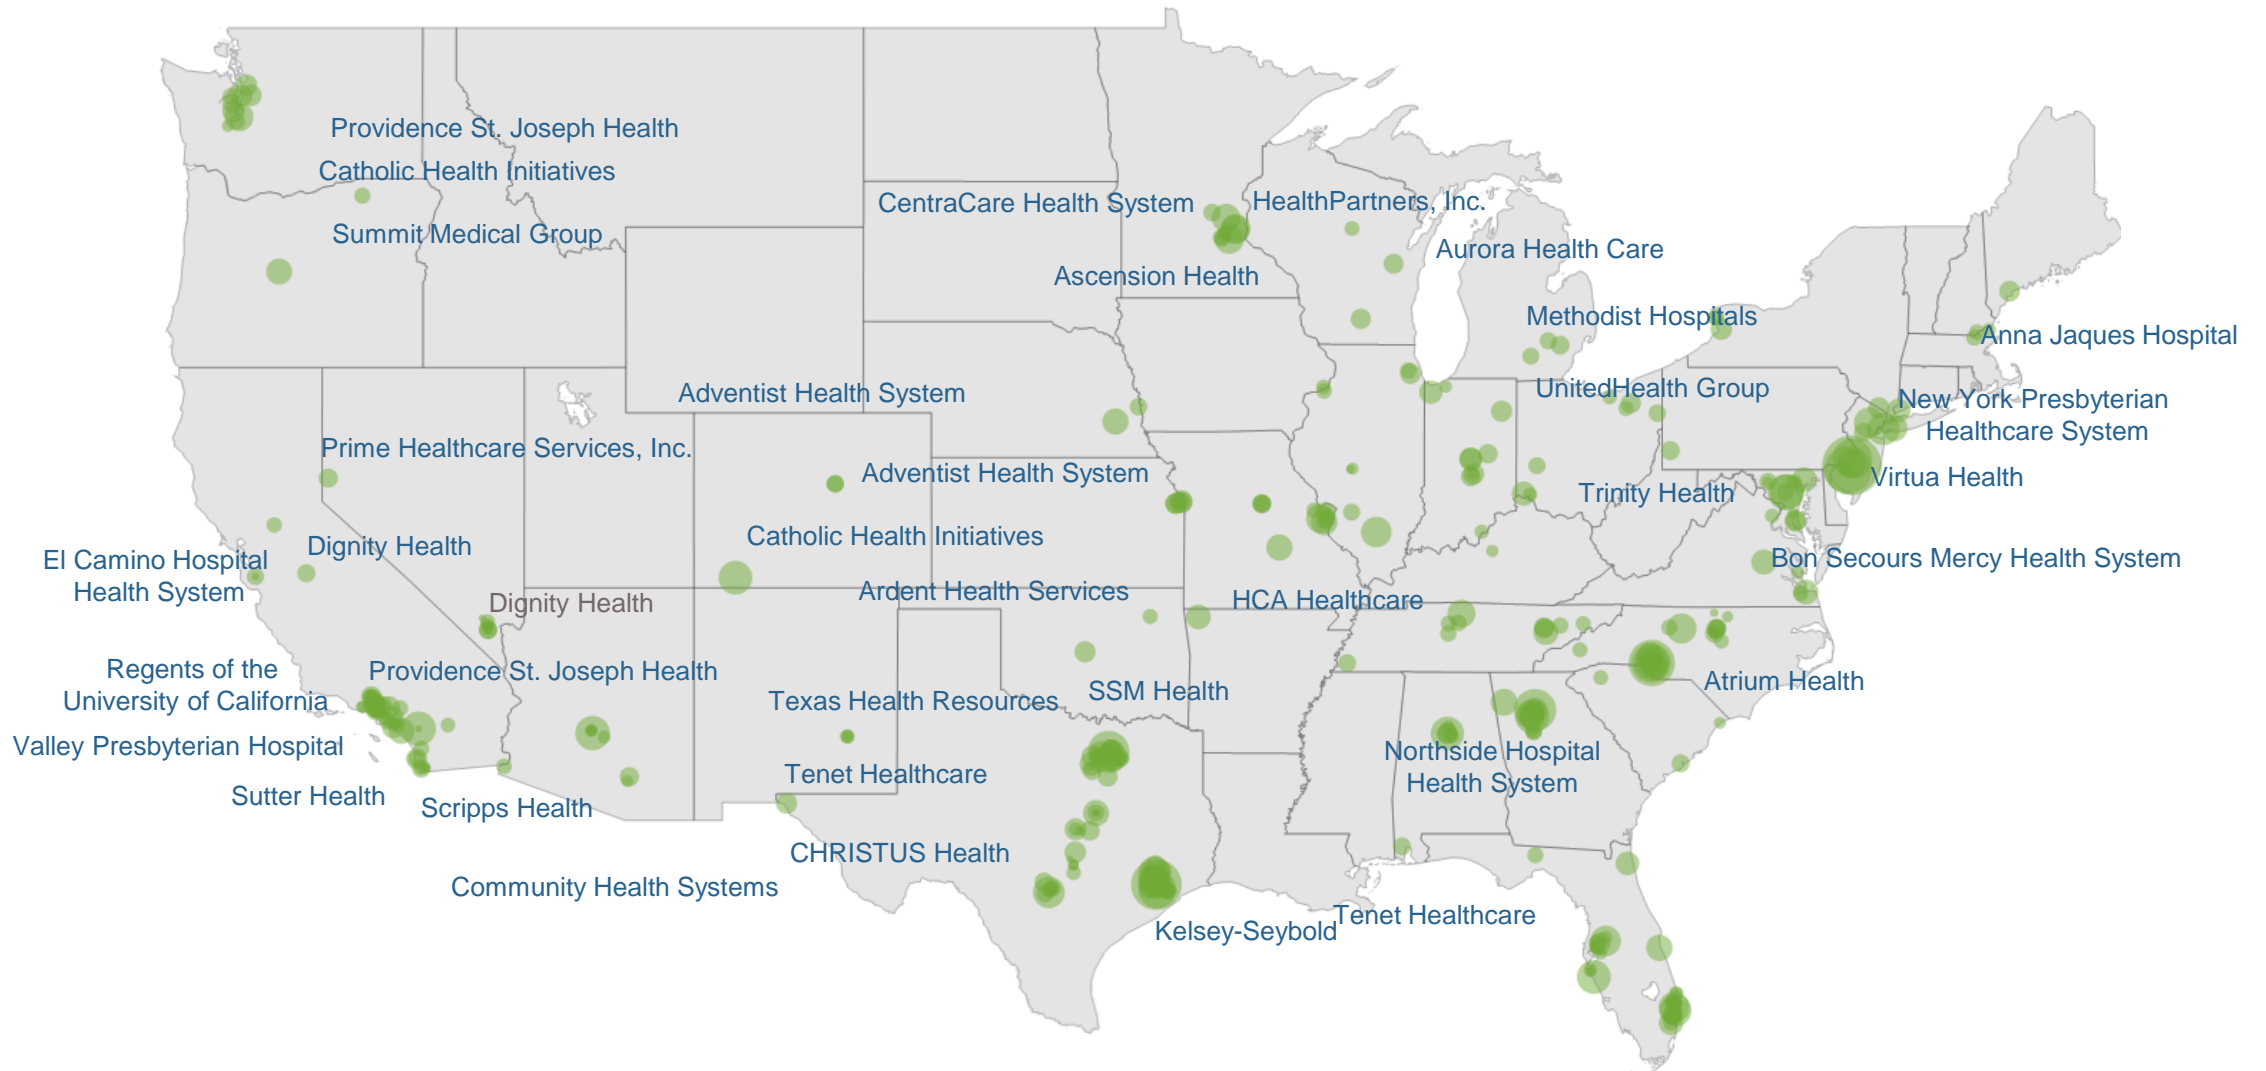 Providence St. Joseph Health
Catholic Health Initiatives
CentraCare Health System
HealthPartners, Inc.
Summit Medical Group
Aurora Health Care
Ascension Health
Methodist Hospitals
Anna Jaques Hospital
Adventist Health System
UnitedHealth Group
New York Presbyterian
Healthcare System
Prime Healthcare Services, Inc.
Adventist Health System
Virtua Health
Trinity Health
Catholic Health Initiatives
Dignity Health
El Camino Hospital
Health System
Bon Secours Mercy Health System
Ardent Health Services
HCA Healthcare
Dignity Health
Regents of the
University of California
Providence St. Joseph Health
Texas Health Resources
SSM Health
Atrium Health
Valley Presbyterian Hospital
Northside Hospital
Health System
Tenet Healthcare
Sutter Health
Scripps Health
CHRISTUS Health
Community Health Systems
Tenet Healthcare
Kelsey-Seybold